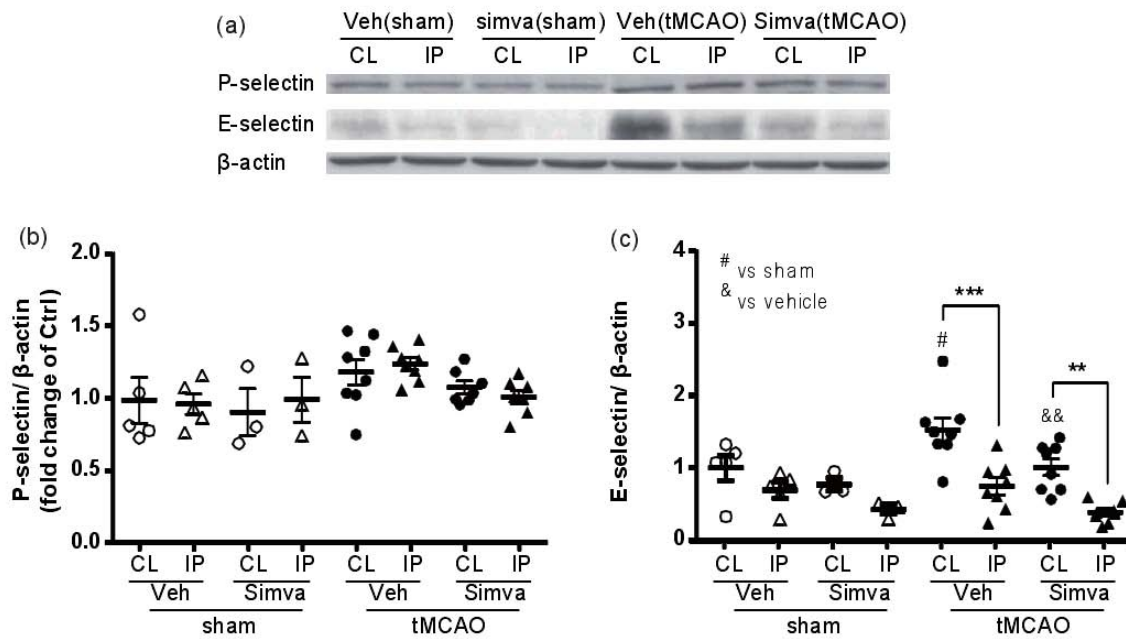 (a)
Veh(sham) simva(sham) Veh(tMCAO) Simva(tMCAO)
CL IP CL IP CL IP CL IP
P-selectin
E-selectin
β-actin
(b)
P-selectin/ β-actin
(fold change of Ctrl)
2.0
1.5
1.0
0.5
0.0
CL IP CL IP CL IP CL IP
Veh Simva Veh Simva
sham tMCAO
(c)
E-selectin/ β-actin
4
3
2
1
0
# vs sham
& vs vehicle
***
#
**
&&
CL IP CL IP CL IP CL IP
Veh Simva Veh Simva
sham tMCAO